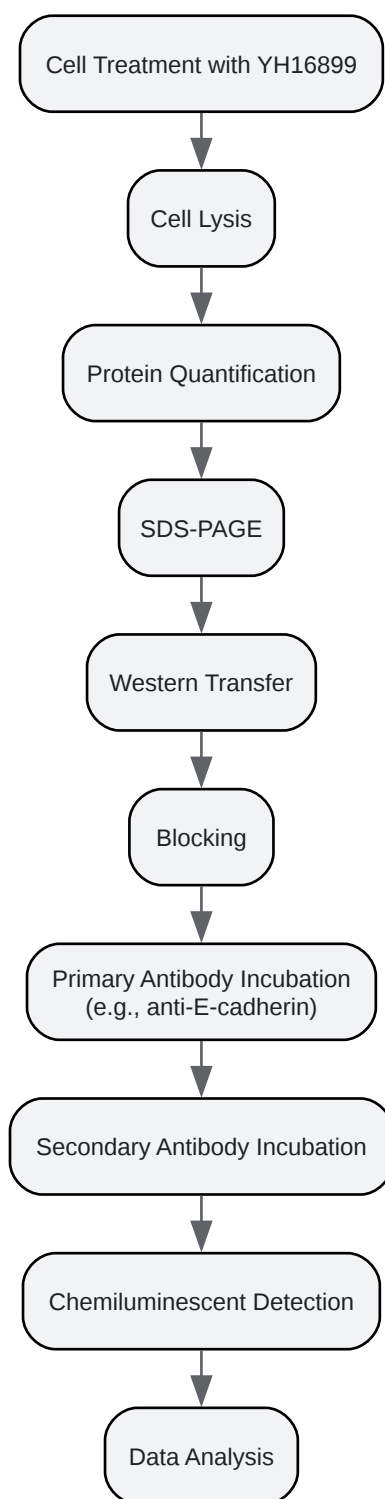 Cell Treatment with YH16899
Cell Lysis
Protein Quantification
SDS-PAGE
Western Transfer
Blocking
Primary Antibody Incubation
(e.g., anti-E-cadherin)
Secondary Antibody Incubation
Chemiluminescent Detection
Data Analysis